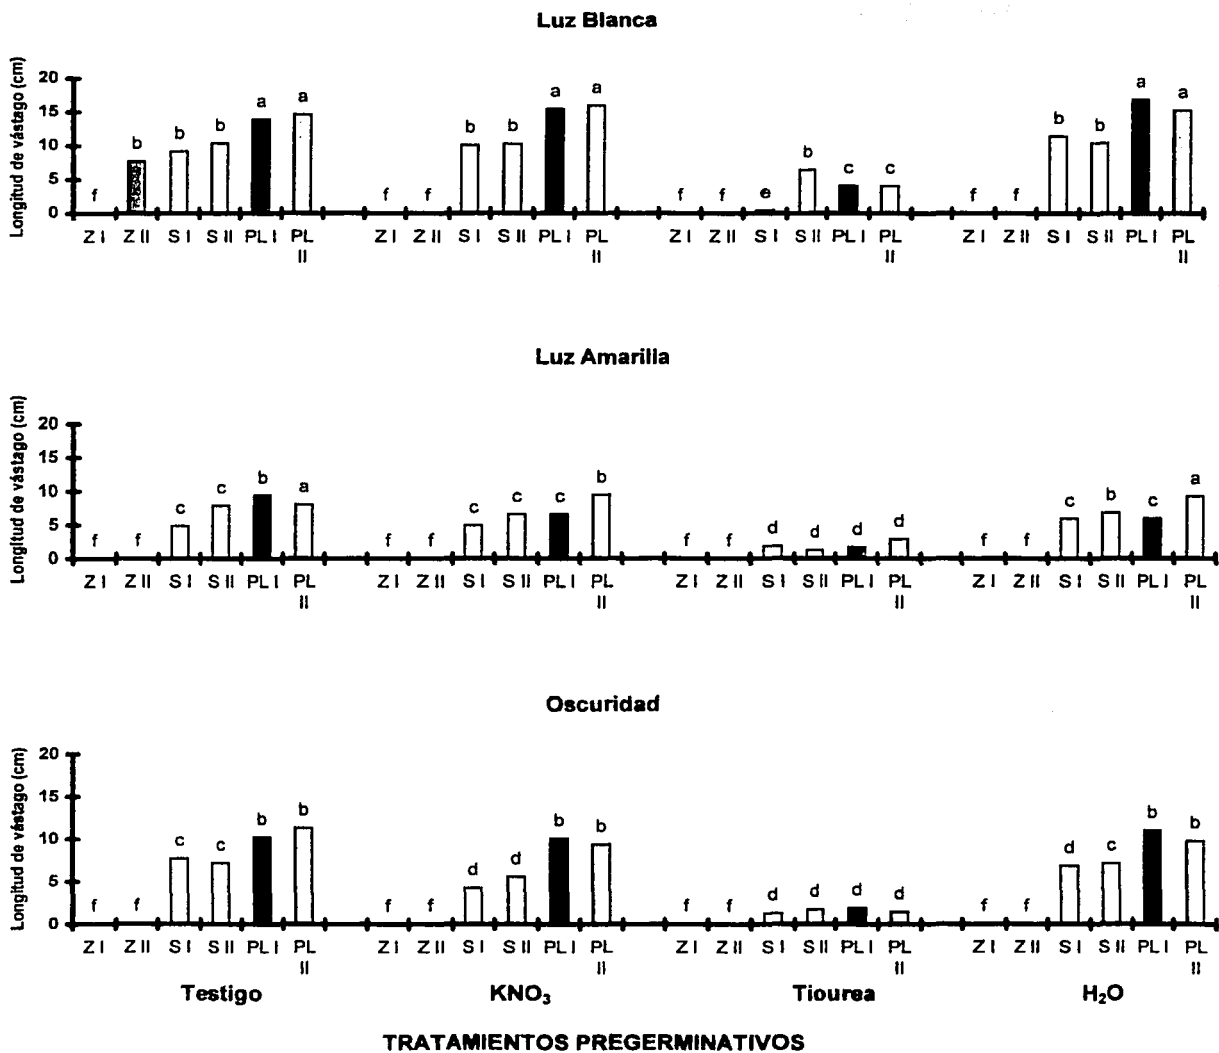 Luz Blanca
Longitud de vástago (cm)
20
15
10
5
0
f b b b a a f f b b a a f f e b c c f f b b a a
Z I Z II S I S II PL I PL II Z I Z II S I S II PL I PL II Z I Z II S I S II PL I PL II Z I Z II S I S II PL I PL II
Luz Amarilla
Longitud de vástago (cm)
20
15
10
5
0
f f c c b a f f c c c b f f d d d d f f c b c a
Z I Z II S I S II PL I PL II Z I Z II S I S II PL I PL II Z I Z II S I S II PL I PL II Z I Z II S I S II PL I PL II
Oscuridad
Longitud de vástago (cm)
20
15
10
5
0
f f c c b b f f d d b b f f d d d d f f d c b b
Z I Z II S I S II PL I PL II Z I Z II S I S II PL I PL II Z I Z II S I S II PL I PL II Z I Z II S I S II PL I PL II
Testigo KNO₃ Tiourea H₂O
TRATAMIENTOS PREGERMINATIVOS